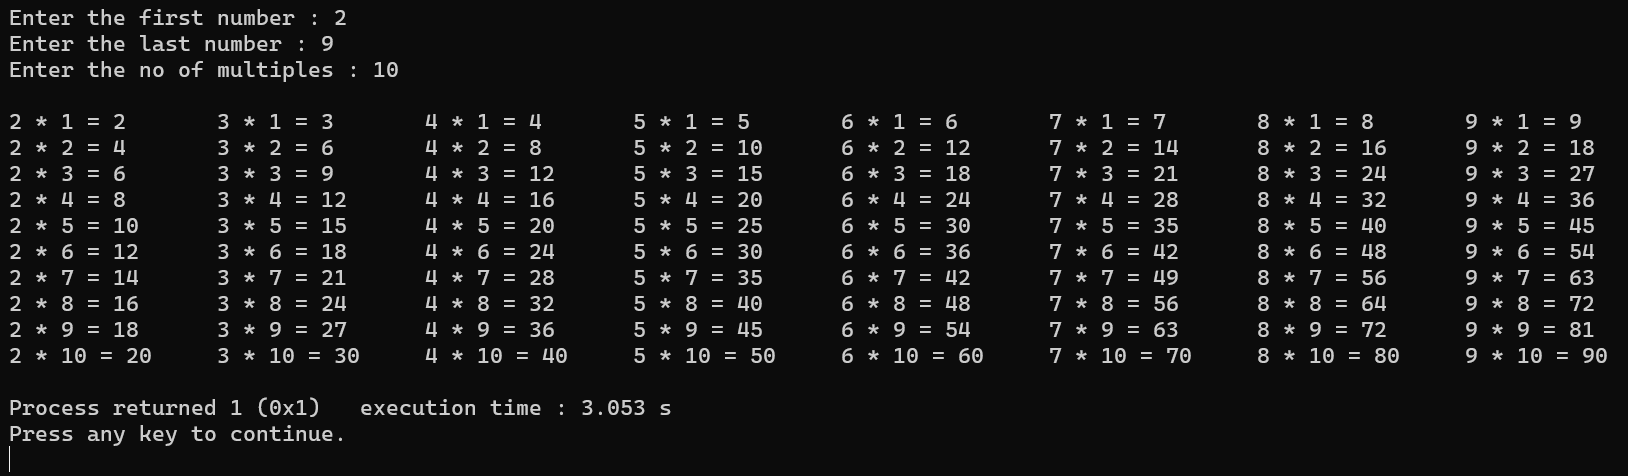 Enter the first number : 2
Enter the last number : 9
Enter the no of multiples : 10
2 * 1 = 2       3 * 1 = 3       4 * 1 = 4       5 * 1 = 5       6 * 1 = 6       7 * 1 = 7       8 * 1 = 8       9 * 1 = 9
2 * 2 = 4       3 * 2 = 6       4 * 2 = 8       5 * 2 = 10      6 * 2 = 12      7 * 2 = 14      8 * 2 = 16      9 * 2 = 18
2 * 3 = 6       3 * 3 = 9       4 * 3 = 12      5 * 3 = 15      6 * 3 = 18      7 * 3 = 21      8 * 3 = 24      9 * 3 = 27
2 * 4 = 8       3 * 4 = 12      4 * 4 = 16      5 * 4 = 20      6 * 4 = 24      7 * 4 = 28      8 * 4 = 32      9 * 4 = 36
2 * 5 = 10      3 * 5 = 15      4 * 5 = 20      5 * 5 = 25      6 * 5 = 30      7 * 5 = 35      8 * 5 = 40      9 * 5 = 45
2 * 6 = 12      3 * 6 = 18      4 * 6 = 24      5 * 6 = 30      6 * 6 = 36      7 * 6 = 42      8 * 6 = 48      9 * 6 = 54
2 * 7 = 14      3 * 7 = 21      4 * 7 = 28      5 * 7 = 35      6 * 7 = 42      7 * 7 = 49      8 * 7 = 56      9 * 7 = 63
2 * 8 = 16      3 * 8 = 24      4 * 8 = 32      5 * 8 = 40      6 * 8 = 48      7 * 8 = 56      8 * 8 = 64      9 * 8 = 72
2 * 9 = 18      3 * 9 = 27      4 * 9 = 36      5 * 9 = 45      6 * 9 = 54      7 * 9 = 63      8 * 9 = 72      9 * 9 = 81
2 * 10 = 20     3 * 10 = 30     4 * 10 = 40     5 * 10 = 50     6 * 10 = 60     7 * 10 = 70     8 * 10 = 80     9 * 10 = 90
Process returned 1 (0x1)   execution time : 3.053 s
Press any key to continue.